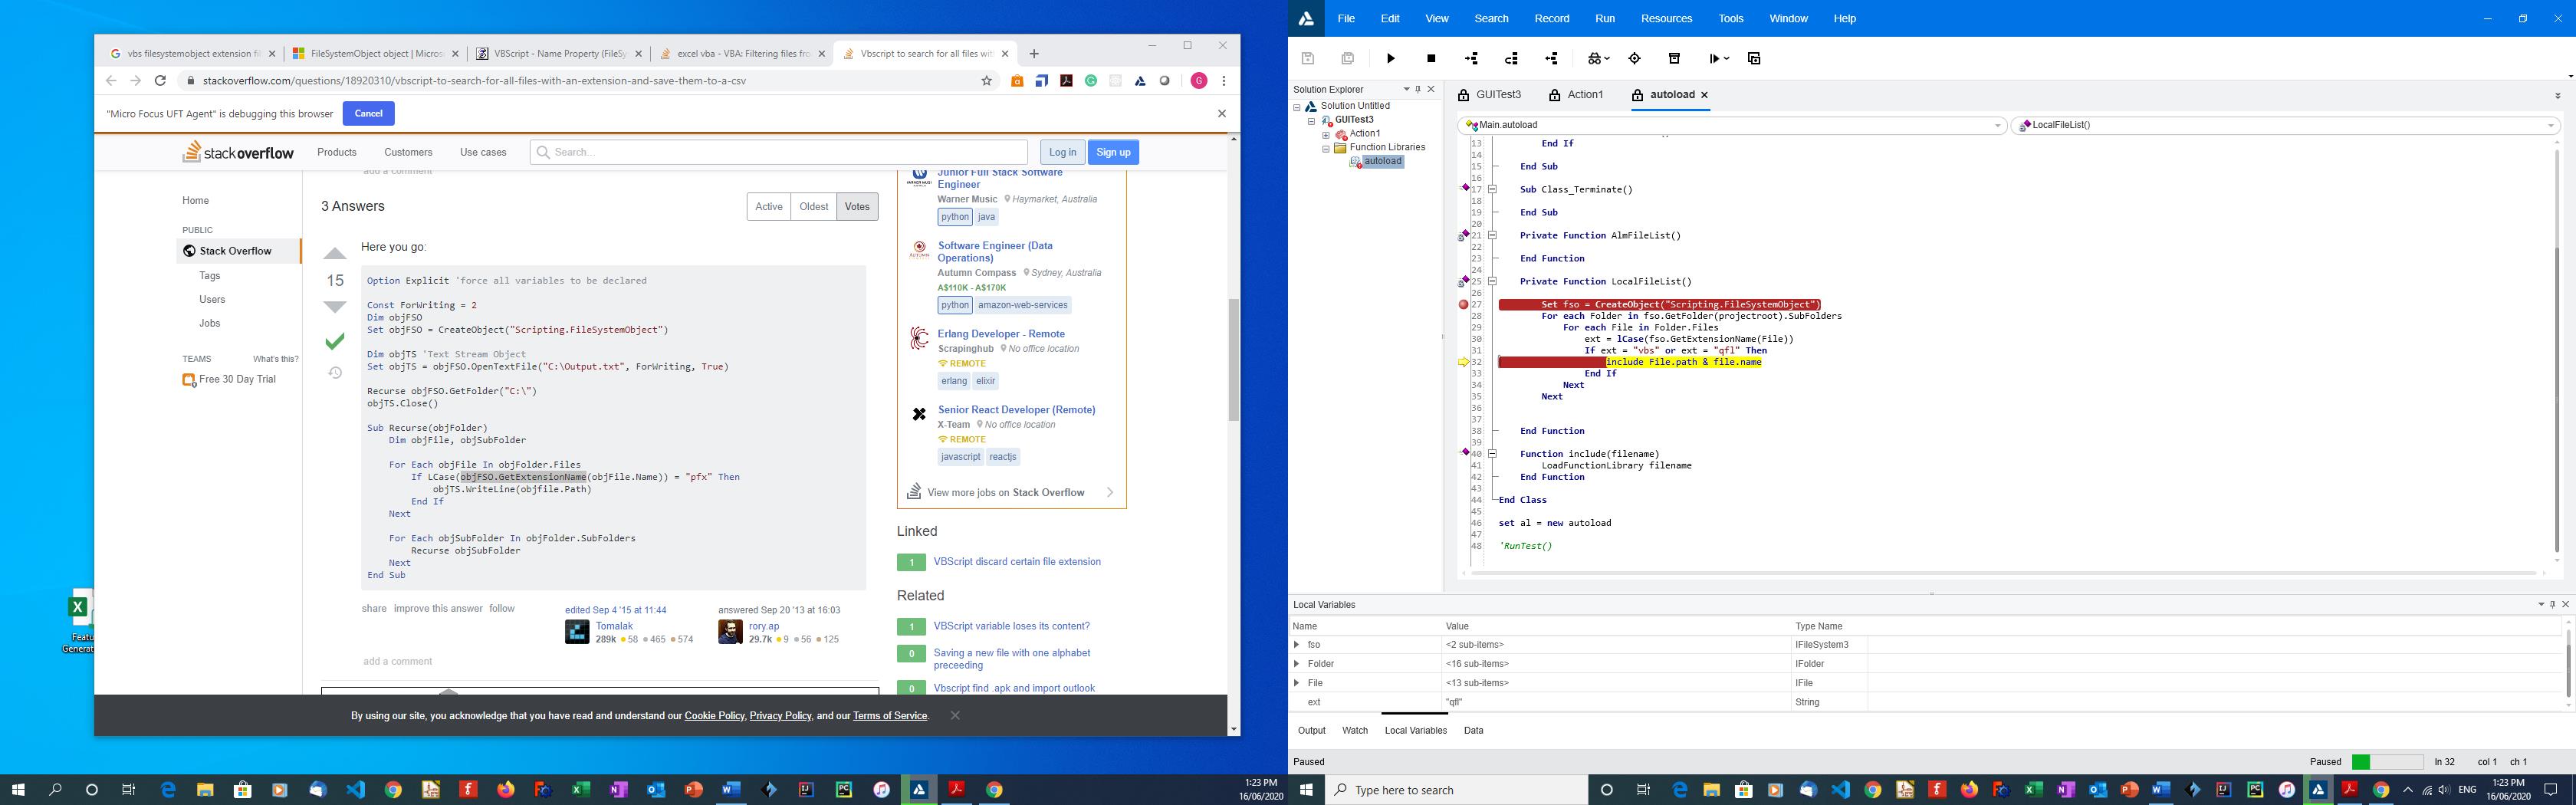 vbs filesystemobject extension fi
FileSystemObject object | Micros
VBScript - Name Property (FileSy
excel vba - VBA: Filtering files fro
Vbscript to search for all files wit
stackoverflow.com/questions/18920310/vbscript-to-search-for-all-files-with-an-extension-and-save-them-to-a-csv
"Micro Focus UFT Agent" is debugging this browser
Cancel
stackoverflow
Products
Customers
Use cases
Search...
Log in
Sign up
add a comment
Home
PUBLIC
Stack Overflow
Tags
Users
Jobs
TEAMS
What's this?
Free 30 Day Trial
3 Answers
Active
Oldest
Votes
15
Here you go:
Option Explicit 'force all variables to be declared
Const ForWriting = 2
Dim objFSO
Set objFSO = CreateObject("Scripting.FileSystemObject")
Dim objTS 'Text Stream Object
Set objTS = objFSO.OpenTextFile("C:\Output.txt", ForWriting, True)
Recurse objFSO.GetFolder("C:\")
objTS.Close()
Sub Recurse(objFolder)
Dim objFile, objSubFolder
For Each objFile In objFolder.Files
If LCase(objFSO.GetExtensionName(objFile.Name)) = "pfx" Then
objTS.WriteLine(objfile.Path)
End If
Next
For Each objSubFolder In objFolder.SubFolders
Recurse objSubFolder
Next
End Sub
share improve this answer follow
edited Sep 4 '15 at 11:44
Tomalak
289k 58 465 574
answered Sep 20 '13 at 16:03
rory.ap
29.7k 9 56 125
add a comment
Junior Full Stack Software
Engineer
Warner Music Haymarket, Australia
python java
Software Engineer (Data
Operations)
Autumn Compass Sydney, Australia
A$110K - A$170K
python amazon-web-services
Erlang Developer - Remote
Scrapinghub No office location
REMOTE
erlang elixir
Senior React Developer (Remote)
X-Team No office location
REMOTE
javascript reactjs
View more jobs on Stack Overflow
Linked
1 VBScript discard certain file extension
Related
1 VBScript variable loses its content?
0 Saving a new file with one alphabet
preceeding
0 Vbscript find .apk and import outlook
By using our site, you acknowledge that you have read and understand our Cookie Policy, Privacy Policy, and our Terms of Service.
Featu
Generat
1:23 PM
16/06/2020
File Edit View Search Record Run Resources Tools Window Help
Solution Explorer
Solution Untitled
GUITest3
Action1
Function Libraries
autoload
GUITest3
Action1
autoload
Main.autoload
LocalFileList()
13 End If
14
15 End Sub
16
17 Sub Class_Terminate()
18
19 End Sub
20
21 Private Function AlmFileList()
22
23 End Function
24
25 Private Function LocalFileList()
26
27 Set fso = CreateObject("Scripting.FileSystemObject")
28 For each Folder in fso.GetFolder(projectroot).SubFolders
29 For each File in Folder.Files
30 ext = lCase(fso.GetExtensionName(File))
31 If ext = "vbs" or ext = "qfl" Then
32 include File.path & file.name
33 End If
34 Next
35 Next
36
37
38 End Function
39
40 Function include(filename)
41 LoadFunctionLibrary filename
42 End Function
43
44 End Class
45
46 set al = new autoload
47
48 'RunTest()
Local Variables
Name Value Type Name
fso <2 sub-items> IFileSystem3
Folder <16 sub-items> IFolder
File <13 sub-items> IFile
ext "qfl" String
Output Watch Local Variables Data
Paused
Paused ln 32 col 1 ch 1
Type here to search
ENG
1:23 PM
16/06/2020